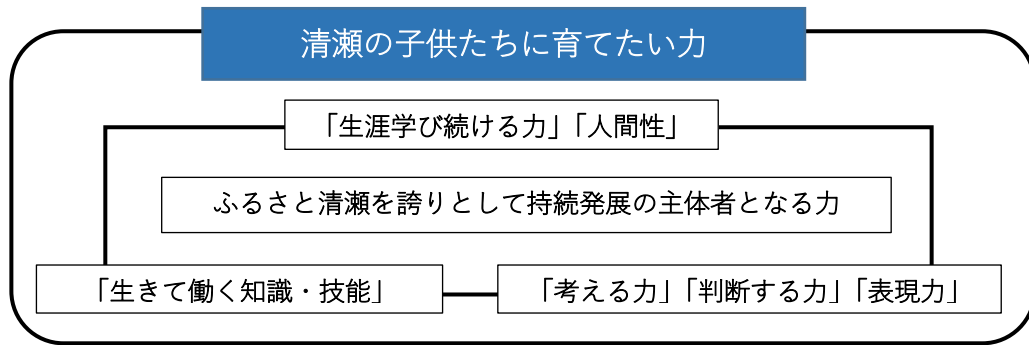 清瀬の子供たちに育てたい力
「生涯学び続ける力」「人間性」
ふるさと清瀬を誇りとして持続発展の主体者となる力
「生きて働く知識・技能」
「考える力」「判断する力」「表現力」